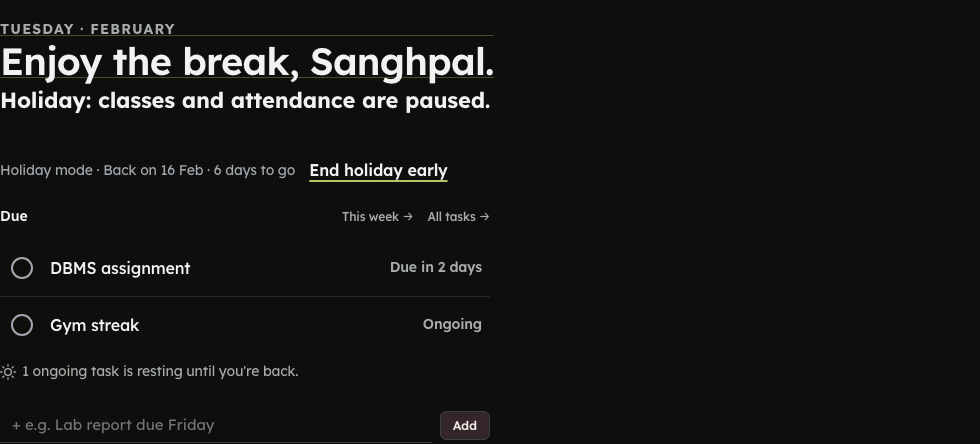 TUESDAY · FEBRUARY
Enjoy the break, Sanghpal.
Holiday: classes and attendance are paused.
Holiday mode · Back on 16 Feb · 6 days to go End holiday early
Due This week → All tasks →
DBMS assignment Due in 2 days
Gym streak Ongoing
1 ongoing task is resting until you're back.
+ e.g. Lab report due Friday Add